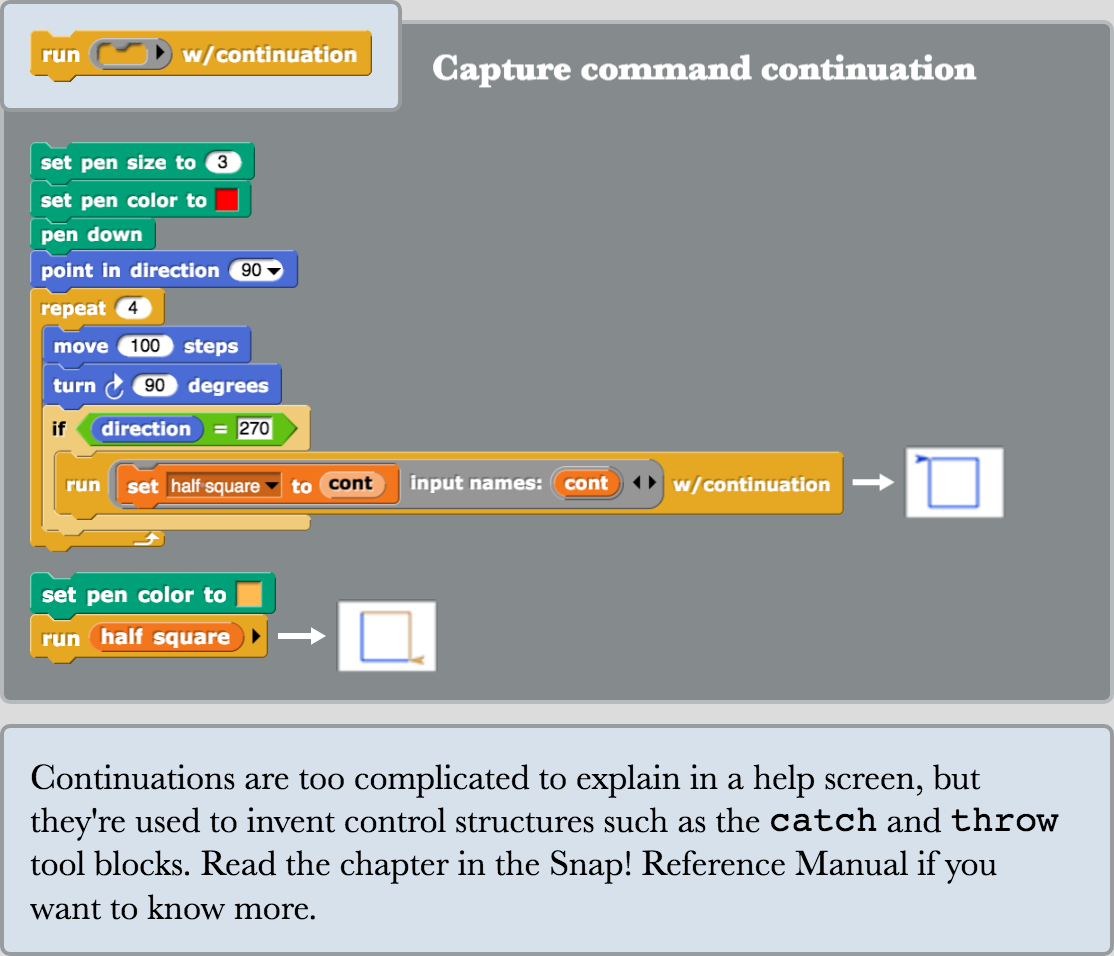 run w/continuation
Capture command continuation
set pen size to 3
set pen color to
pen down
point in direction 90
repeat 4
move 100 steps
turn 90 degrees
if direction = 270
run set half square to cont input names: cont w/continuation
set pen color to
run half square
Continuations are too complicated to explain in a help screen, but
they're used to invent control structures such as the catch and throw
tool blocks. Read the chapter in the Snap! Reference Manual if you
want to know more.